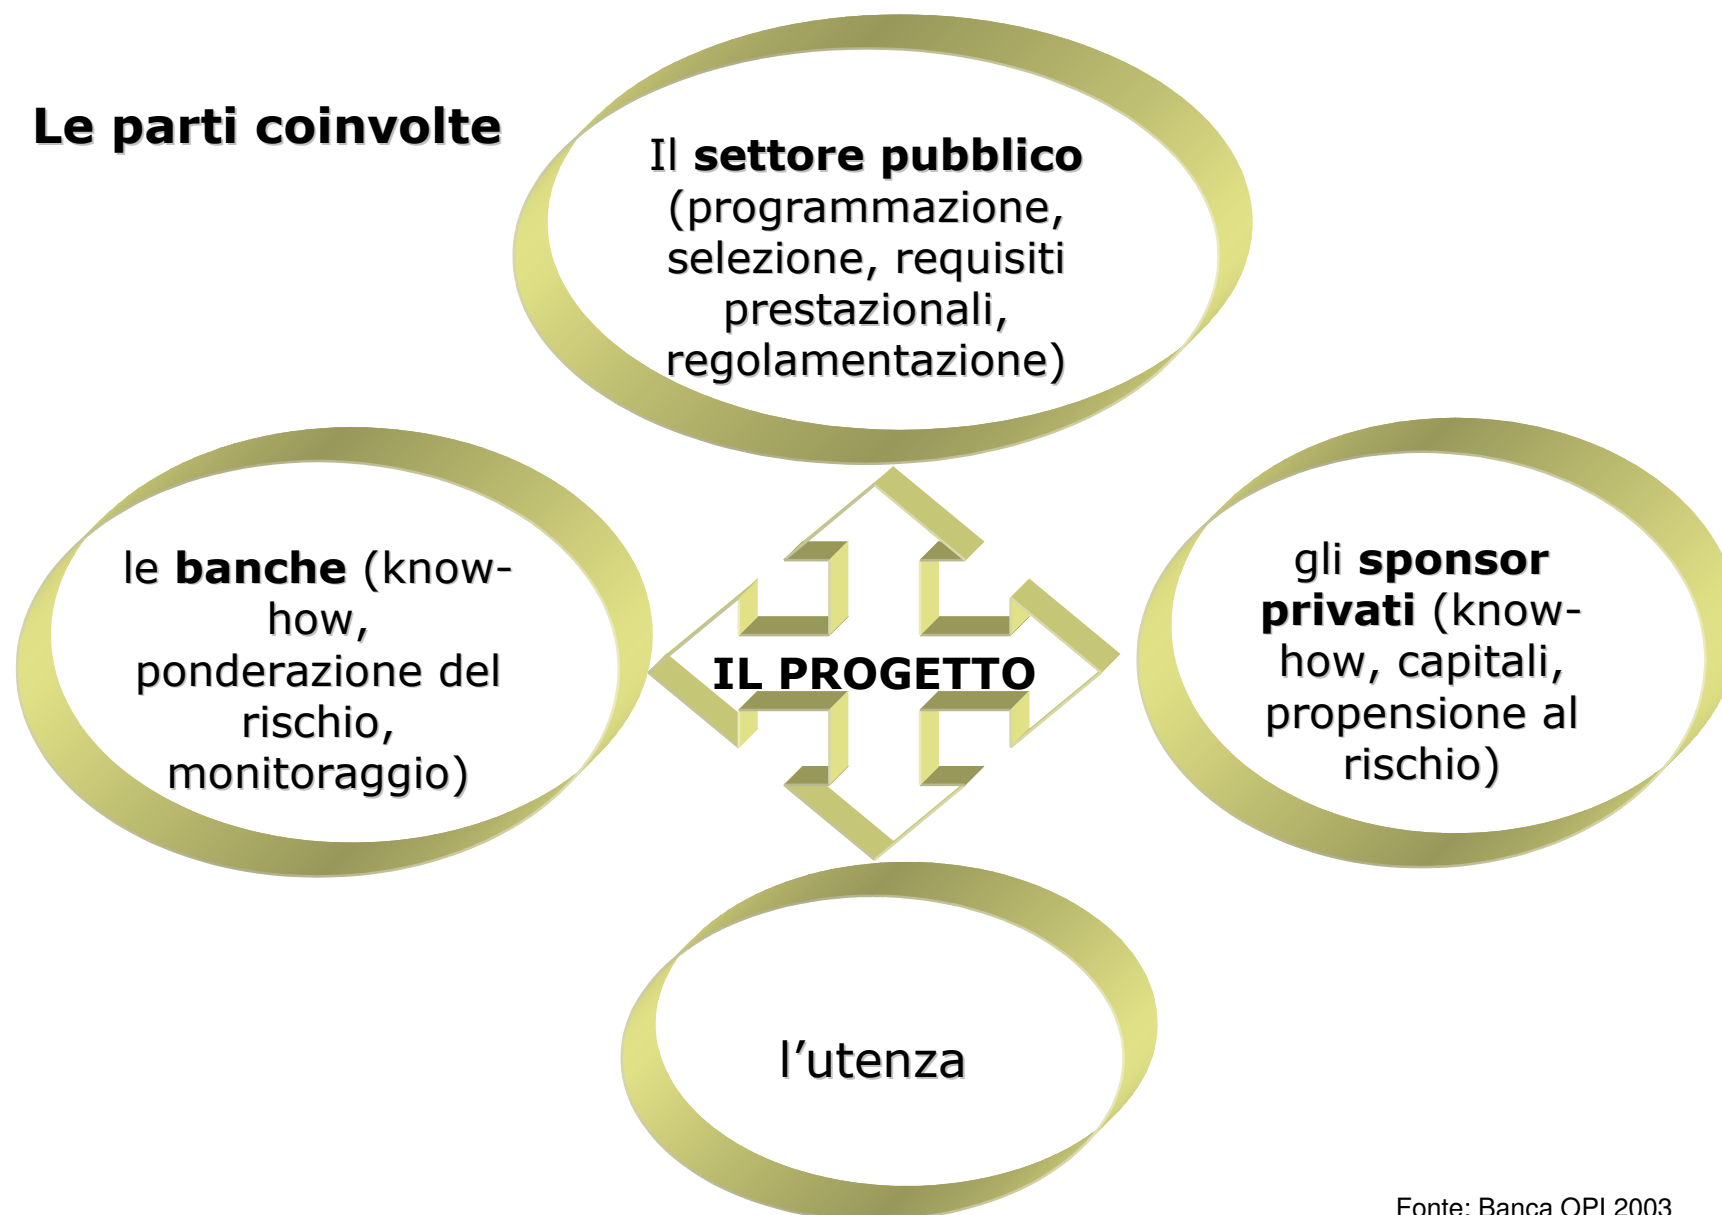 Le parti coinvolte
Il settore pubblico
(programmazione,
selezione, requisiti
prestazionali,
regolamentazione)
le banche (know-
how,
ponderazione del
rischio,
monitoraggio)
IL PROGETTO
gli sponsor
privati (know-
how, capitali,
propensione al
rischio)
l’utenza
Fonte: Banca OPI 2003